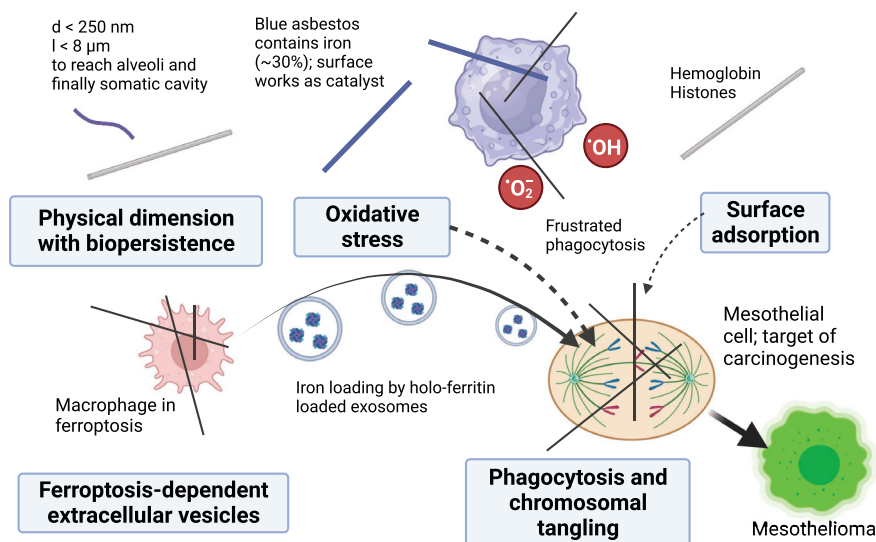 d < 250 nm
l < 8 µm
to reach alveoli and
finally somatic cavity
Blue asbestos
contains iron
(~30%); surface
works as catalyst
Hemoglobin
Histones
•OH
•O₂⁻
Physical dimension
with biopersistence
Oxidative
stress
Frustrated
phagocytosis
Surface
adsorption
Mesothelial
cell; target of
carcinogenesis
Iron loading by holo-ferritin
loaded exosomes
Macrophage in
ferroptosis
Ferroptosis-dependent
extracellular vesicles
Phagocytosis and
chromosomal
tangling
Mesothelioma